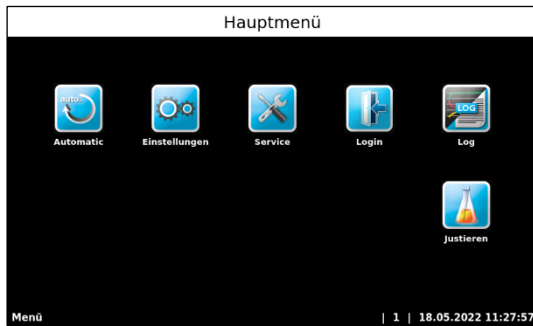 Hauptmenü
auto.
LOG
Automatic Einstellungen Service Login Log
Justieren
Menü | 1 | 18.05.2022 11:27:57